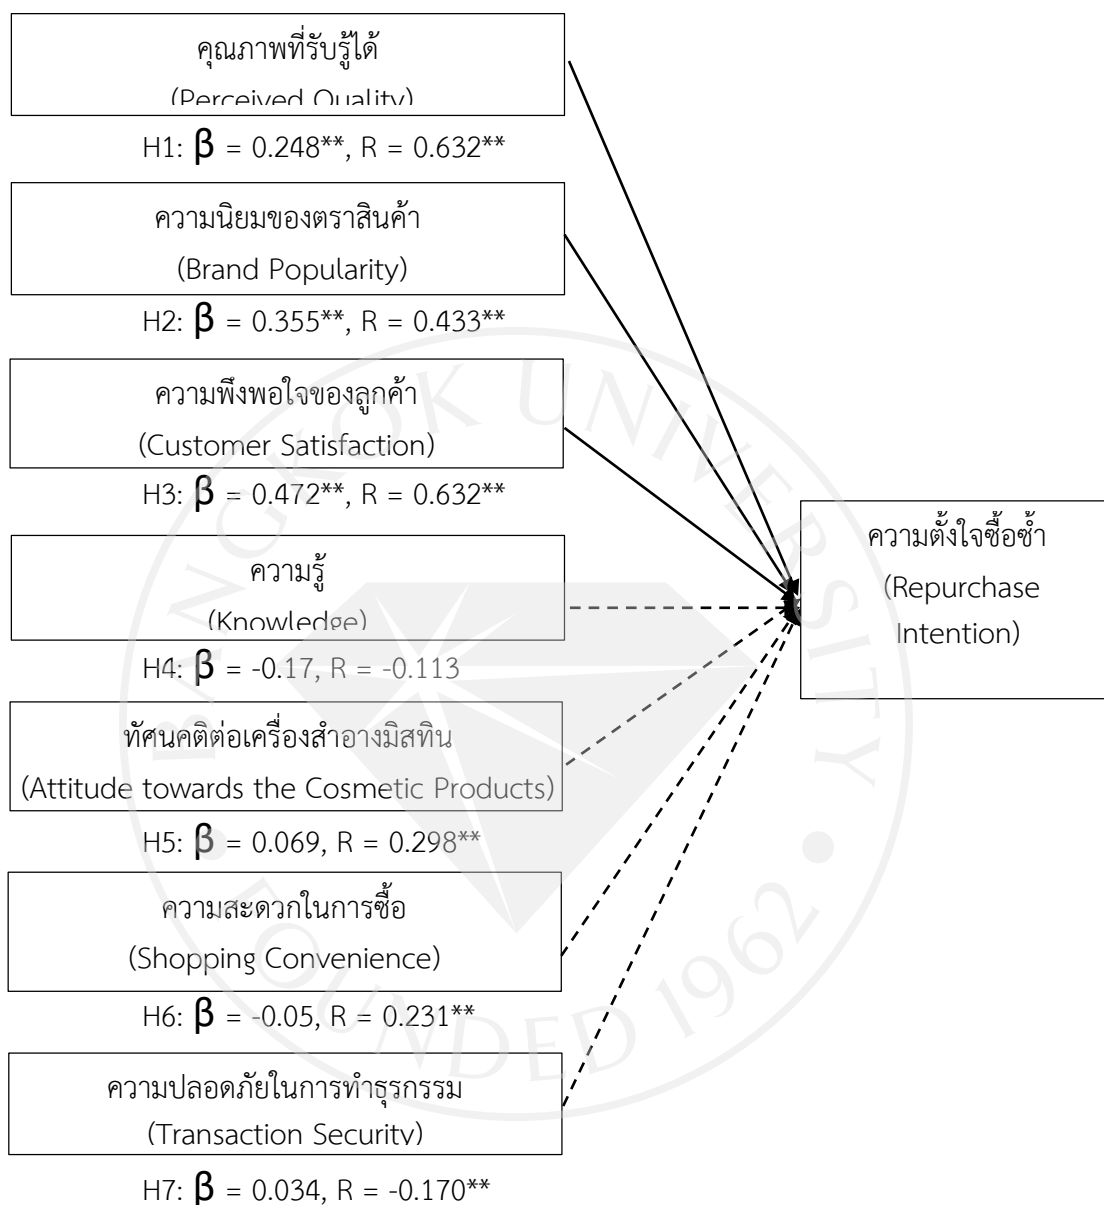 คุณภาพที่รับรู้ได้
(Perceived Quality)
H1: β = 0.248**, R = 0.632**
ความนิยมของตราสินค้า
(Brand Popularity)
H2: β = 0.355**, R = 0.433**
ความพึงพอใจของลูกค้า
(Customer Satisfaction)
H3: β = 0.472**, R = 0.632**
ความรู้
(Knowledge)
H4: β = -0.17, R = -0.113
ทัศนคติต่อเครื่องสำอางมิสทิน
(Attitude towards the Cosmetic Products)
H5: β = 0.069, R = 0.298**
ความสะดวกในการซื้อ
(Shopping Convenience)
H6: β = -0.05, R = 0.231**
ความปลอดภัยในการทำธุรกรรม
(Transaction Security)
H7: β = 0.034, R = -0.170**
ความตั้งใจซื้อซ้ำ
(Repurchase
Intention)
BANGKOK UNIVERSITY
FOUNDED 1962